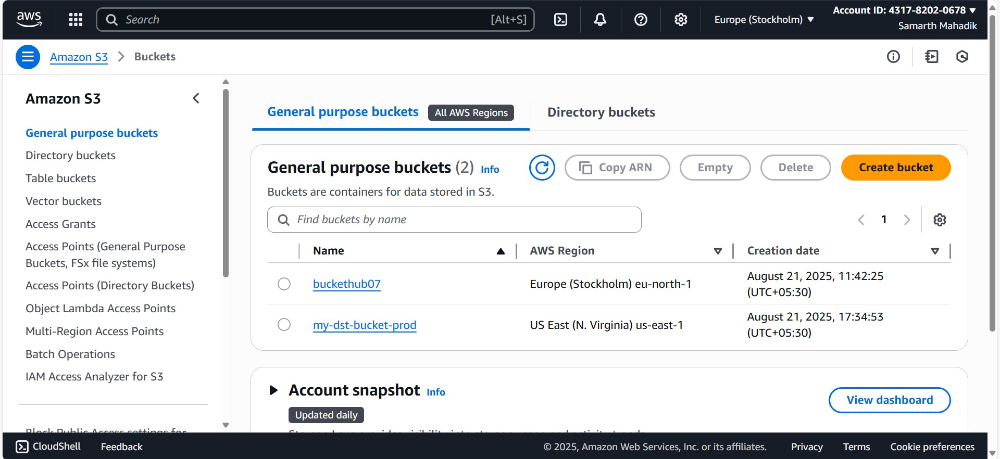 aws
Search [Alt+S]
Europe (Stockholm)
Account ID: 4317-8202-0678
Samarth Mahadik
Amazon S3 > Buckets
Amazon S3
General purpose buckets
Directory buckets
Table buckets
Vector buckets
Access Grants
Access Points (General Purpose
Buckets, FSx file systems)
Access Points (Directory Buckets)
Object Lambda Access Points
Multi-Region Access Points
Batch Operations
IAM Access Analyzer for S3
Block Public Access settings for
General purpose buckets All AWS Regions
Directory buckets
General purpose buckets (2) Info
Copy ARN
Empty
Delete
Create bucket
Buckets are containers for data stored in S3.
Find buckets by name
1
Name AWS Region Creation date
buckethub07 Europe (Stockholm) eu-north-1 August 21, 2025, 11:42:25
(UTC+05:30)
my-dst-bucket-prod US East (N. Virginia) us-east-1 August 21, 2025, 17:34:53
(UTC+05:30)
Account snapshot Info
Updated daily
View dashboard
CloudShell Feedback
© 2025, Amazon Web Services, Inc. or its affiliates. Privacy Terms Cookie preferences